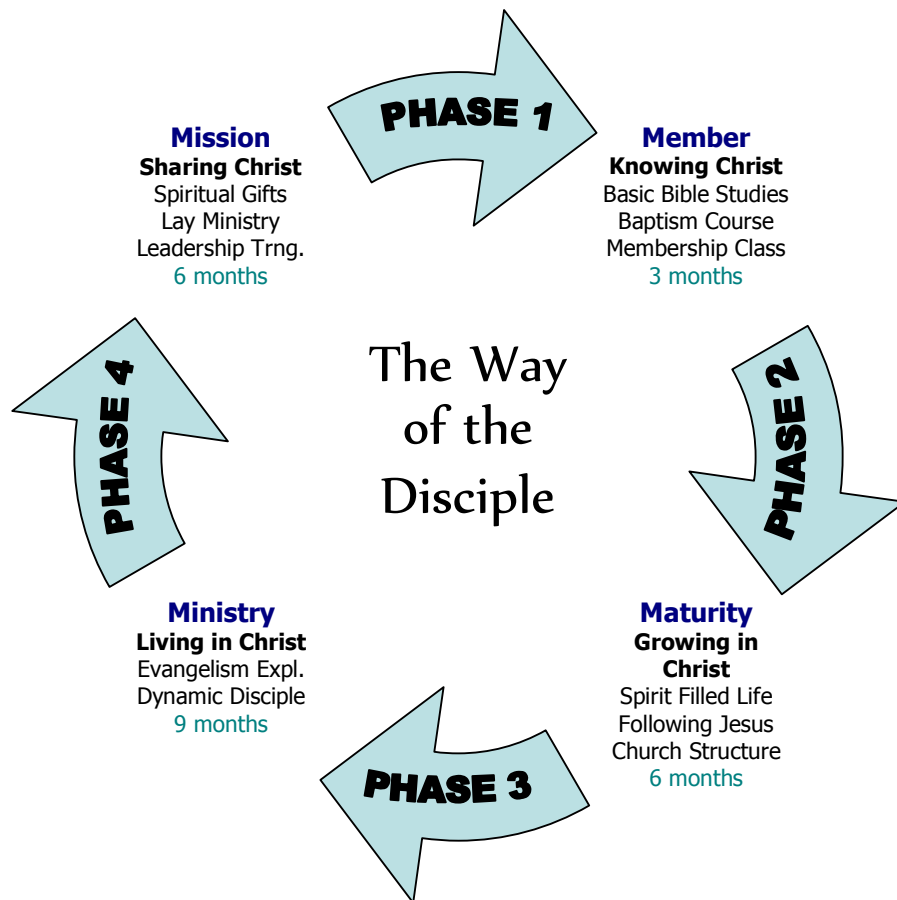 PHASE 1
Mission
Sharing Christ
Spiritual Gifts
Lay Ministry
Leadership Trng.
6 months
Member
Knowing Christ
Basic Bible Studies
Baptism Course
Membership Class
3 months
The Way
of the
Disciple
PHASE 2
PHASE 4
Ministry
Living in Christ
Evangelism Expl.
Dynamic Disciple
9 months
Maturity
Growing in
Christ
Spirit Filled Life
Following Jesus
Church Structure
6 months
PHASE 3